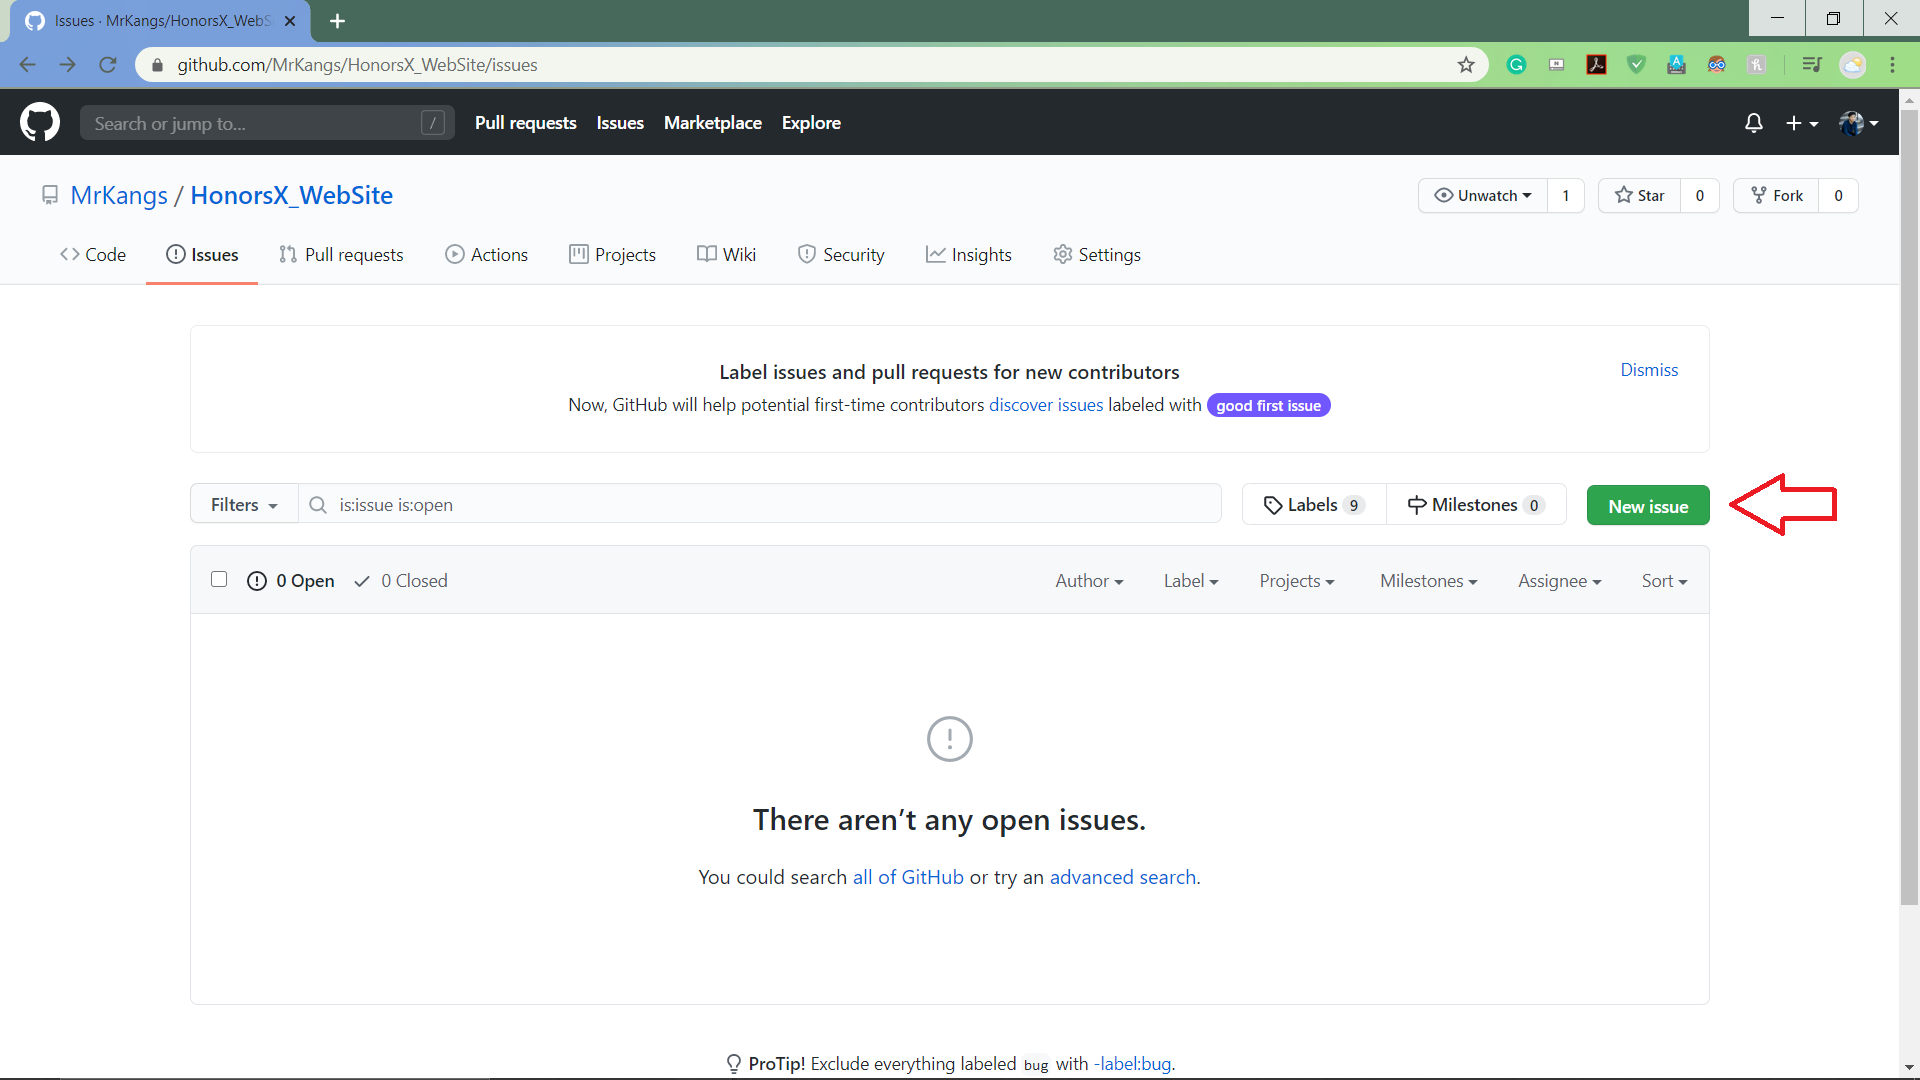 Issues · MrKangs/HonorsX_WebS
github.com/MrKangs/HonorsX_WebSite/issues
Search or jump to... / Pull requests Issues Marketplace Explore
MrKangs / HonorsX_WebSite Unwatch 1 Star 0 Fork 0
Code Issues Pull requests Actions Projects Wiki Security Insights Settings
Label issues and pull requests for new contributors Dismiss
Now, GitHub will help potential first-time contributors discover issues labeled with good first issue
Filters is:issue is:open Labels 9 Milestones 0 New issue
0 Open 0 Closed Author Label Projects Milestones Assignee Sort
There aren’t any open issues.
You could search all of GitHub or try an advanced search.
ProTip! Exclude everything labeled bug with -label:bug.